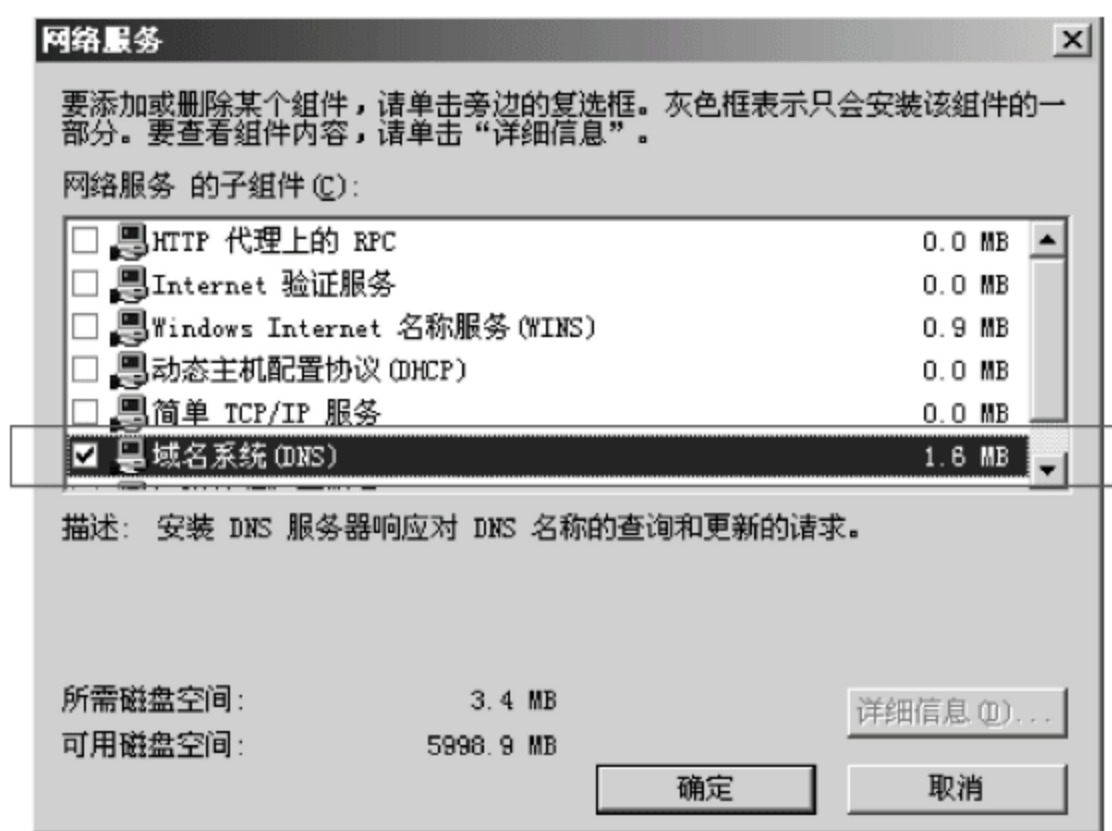 网络服务
要添加或删除某个组件，请单击旁边的复选框。灰色框表示只会安装该组件的一
部分。要查看组件内容，请单击“详细信息”。
网络服务 的子组件(C):
HTTP 代理上的 RPC 0.0 MB
Internet 验证服务 0.0 MB
Windows Internet 名称服务(WINS) 0.9 MB
动态主机配置协议(DHCP) 0.0 MB
简单 TCP/IP 服务 0.0 MB
域名系统(DNS) 1.6 MB
描述: 安装 DNS 服务器响应对 DNS 名称的查询和更新的请求。
所需磁盘空间: 3.4 MB
详细信息(D)...
可用磁盘空间: 5998.9 MB
确定 取消